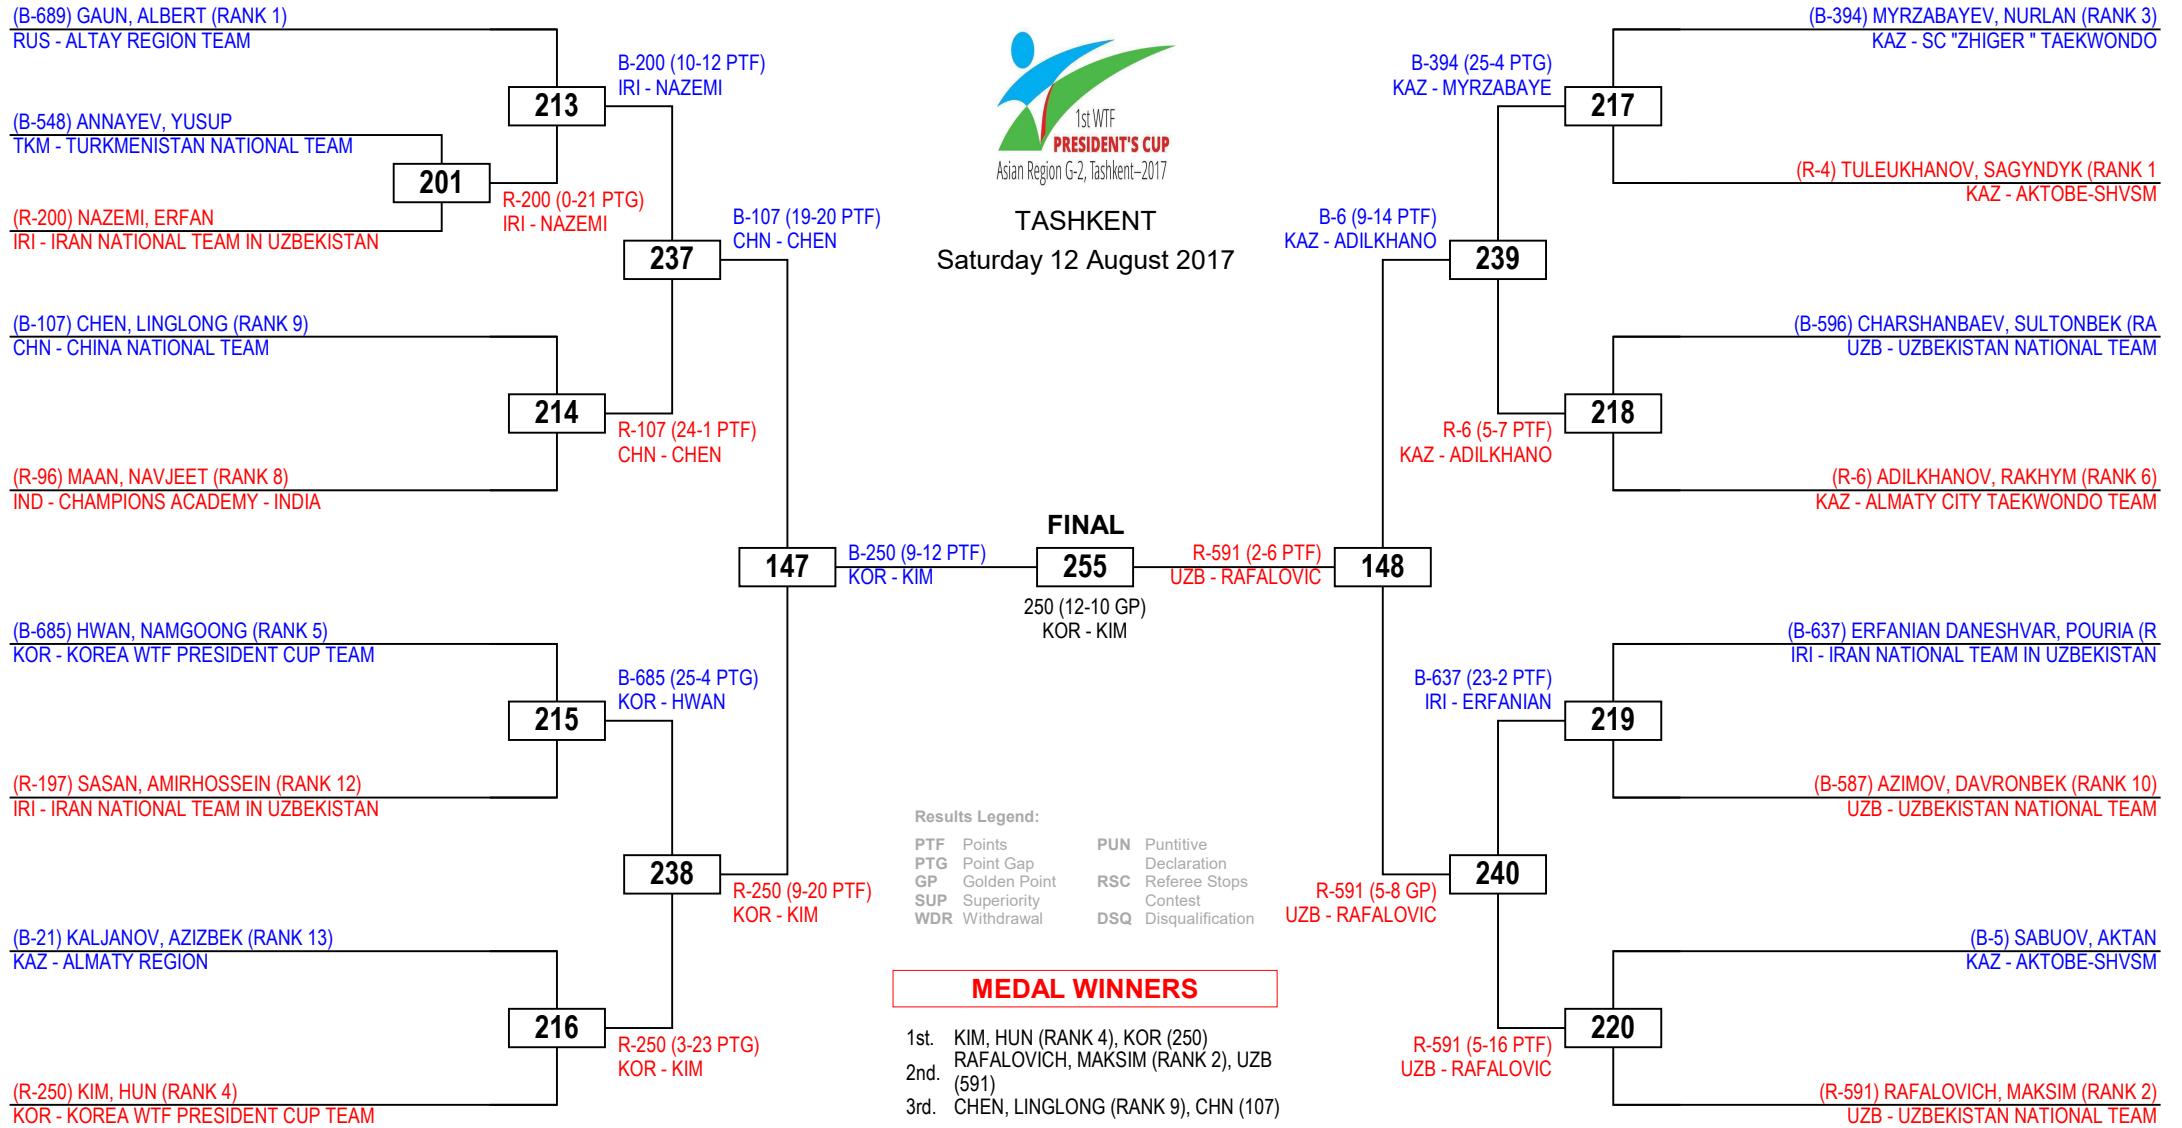 (B-689) GAUN, ALBERT (RANK 1)
RUS - ALTAY REGION TEAM
(B-548) ANNAYEV, YUSUP
TKM - TURKMENISTAN NATIONAL TEAM
(R-200) NAZEMI, ERFAN
IRI - IRAN NATIONAL TEAM IN UZBEKISTAN
(B-107) CHEN, LINGLONG (RANK 9)
CHN - CHINA NATIONAL TEAM
(R-96) MAAN, NAVJEET (RANK 8)
IND - CHAMPIONS ACADEMY - INDIA
(B-685) HWAN, NAMGOONG (RANK 5)
KOR - KOREA WTF PRESIDENT CUP TEAM
(R-197) SASAN, AMIRHOSSEIN (RANK 12)
IRI - IRAN NATIONAL TEAM IN UZBEKISTAN
(B-21) KALJANOV, AZIZBEK (RANK 13)
KAZ - ALMATY REGION
(R-250) KIM, HUN (RANK 4)
KOR - KOREA WTF PRESIDENT CUP TEAM
201
R-200 (0-21 PTG)
IRI - NAZEMI
213
B-200 (10-12 PTF)
IRI - NAZEMI
214
R-107 (24-1 PTF)
CHN - CHEN
215
B-685 (25-4 PTG)
KOR - HWAN
216
R-250 (3-23 PTG)
KOR - KIM
237
B-107 (19-20 PTF)
CHN - CHEN
238
R-250 (9-20 PTF)
KOR - KIM
147
B-250 (9-12 PTF)
KOR - KIM
1st WTF
PRESIDENT'S CUP
Asian Region G-2, Tashkent–2017
TASHKENT
Saturday 12 August 2017
FINAL
255
250 (12-10 GP)
KOR - KIM
R-591 (2-6 PTF)
UZB - RAFALOVIC
148
B-6 (9-14 PTF)
KAZ - ADILKHANO
239
R-591 (5-8 GP)
UZB - RAFALOVIC
240
B-394 (25-4 PTG)
KAZ - MYRZABAYE
217
R-6 (5-7 PTF)
KAZ - ADILKHANO
218
B-637 (23-2 PTF)
IRI - ERFANIAN
219
R-591 (5-16 PTF)
UZB - RAFALOVIC
220
(B-394) MYRZABAYEV, NURLAN (RANK 3)
KAZ - SC "ZHIGER " TAEKWONDO
(R-4) TULEUKHANOV, SAGYNDYK (RANK 1
KAZ - AKTOBE-SHVSM
(B-596) CHARSHANBAEV, SULTONBEK (RA
UZB - UZBEKISTAN NATIONAL TEAM
(R-6) ADILKHANOV, RAKHYM (RANK 6)
KAZ - ALMATY CITY TAEKWONDO TEAM
(B-637) ERFANIAN DANESHVAR, POURIA (R
IRI - IRAN NATIONAL TEAM IN UZBEKISTAN
(B-587) AZIMOV, DAVRONBEK (RANK 10)
UZB - UZBEKISTAN NATIONAL TEAM
(B-5) SABUOV, AKTAN
KAZ - AKTOBE-SHVSM
(R-591) RAFALOVICH, MAKSIM (RANK 2)
UZB - UZBEKISTAN NATIONAL TEAM
Results Legend:
PTF Points
PTG Point Gap
GP Golden Point
SUP Superiority
WDR Withdrawal
PUN Puntitive
Declaration
RSC Referee Stops
Contest
DSQ Disqualification
MEDAL WINNERS
1st. KIM, HUN (RANK 4), KOR (250)
2nd. RAFALOVICH, MAKSIM (RANK 2), UZB
(591)
3rd. CHEN, LINGLONG (RANK 9), CHN (107)